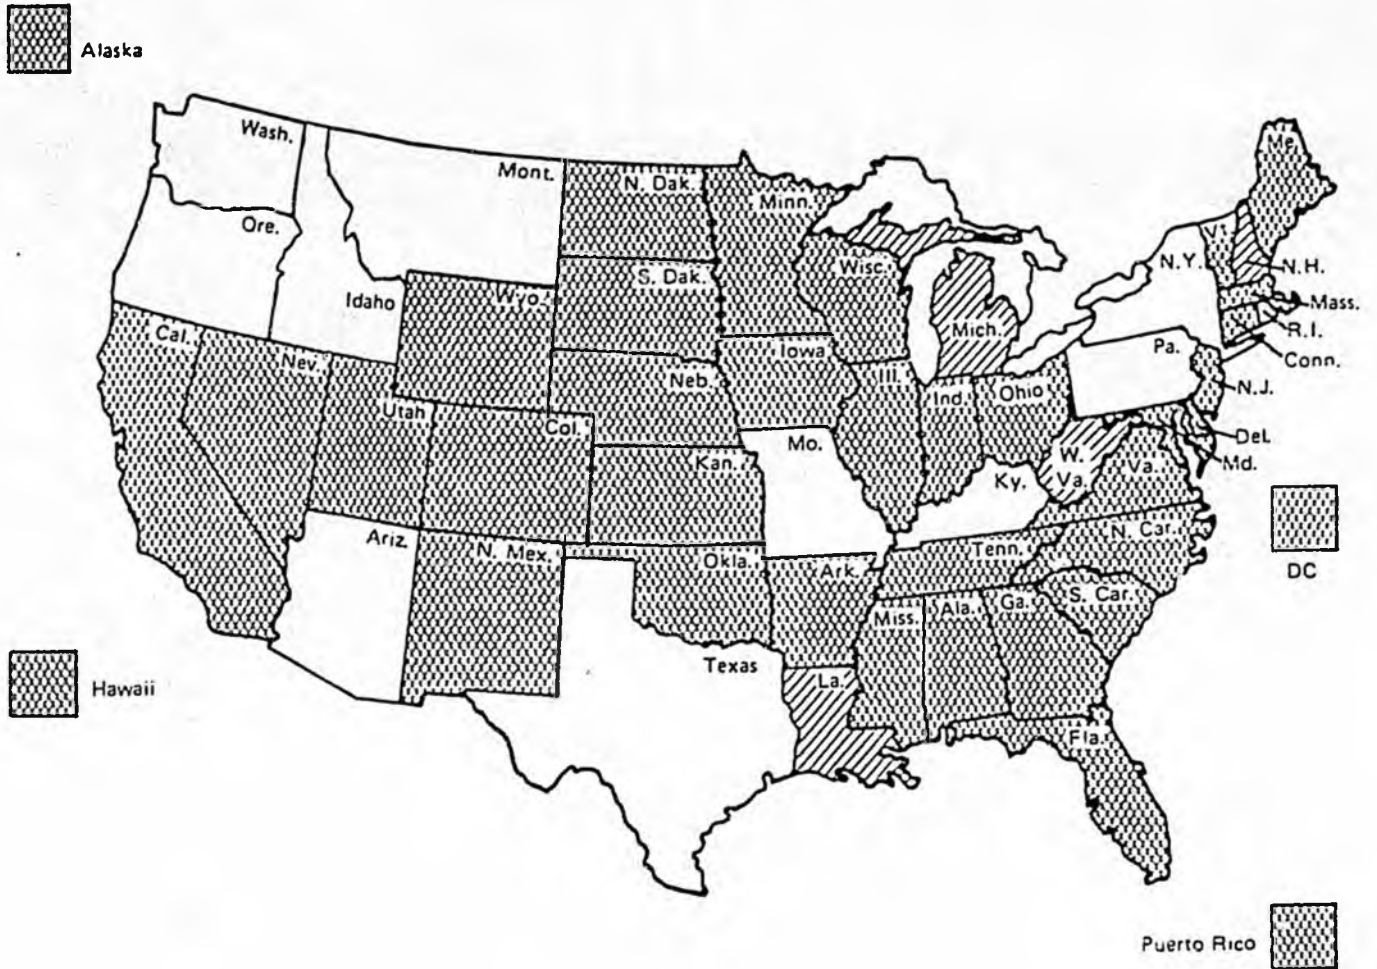 Alaska
Wash.
Mont.
N. Dak.
Minn.
Me.
Ore.
Vt.
N.Y.
N.H.
Idaho
Wyo.
S. Dak.
Wisc.
Mich.
Mass.
R.I.
Conn.
Cal.
Nev.
Utah
Col.
Neb.
Iowa
Ill.
Ind.
Ohio
Pa.
N.J.
Del.
Md.
Kan.
Mo.
Ky.
W.
Va.
Va.
Ariz.
N. Mex.
Okla.
Ark.
Tenn.
N. Car.
S. Car.
DC
Hawaii
Texas
La.
Miss.
Ala.
Ga.
Fla.
Puerto Rico